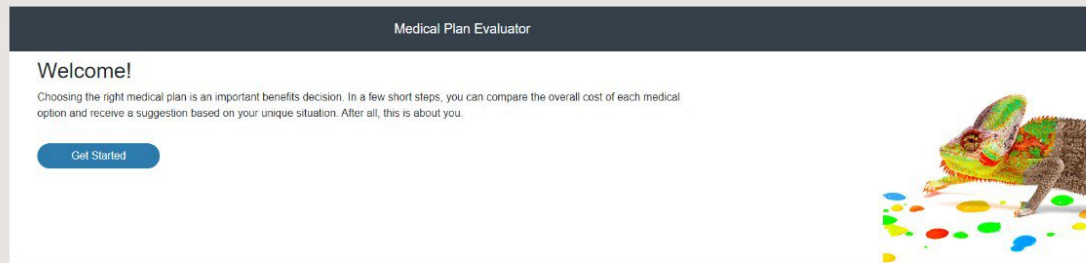 Medical Plan Evaluator
Welcome!
Choosing the right medical plan is an important benefits decision. In a few short steps, you can compare the overall cost of each medical
option and receive a suggestion based on your unique situation. After all, this is about you.
Get Started